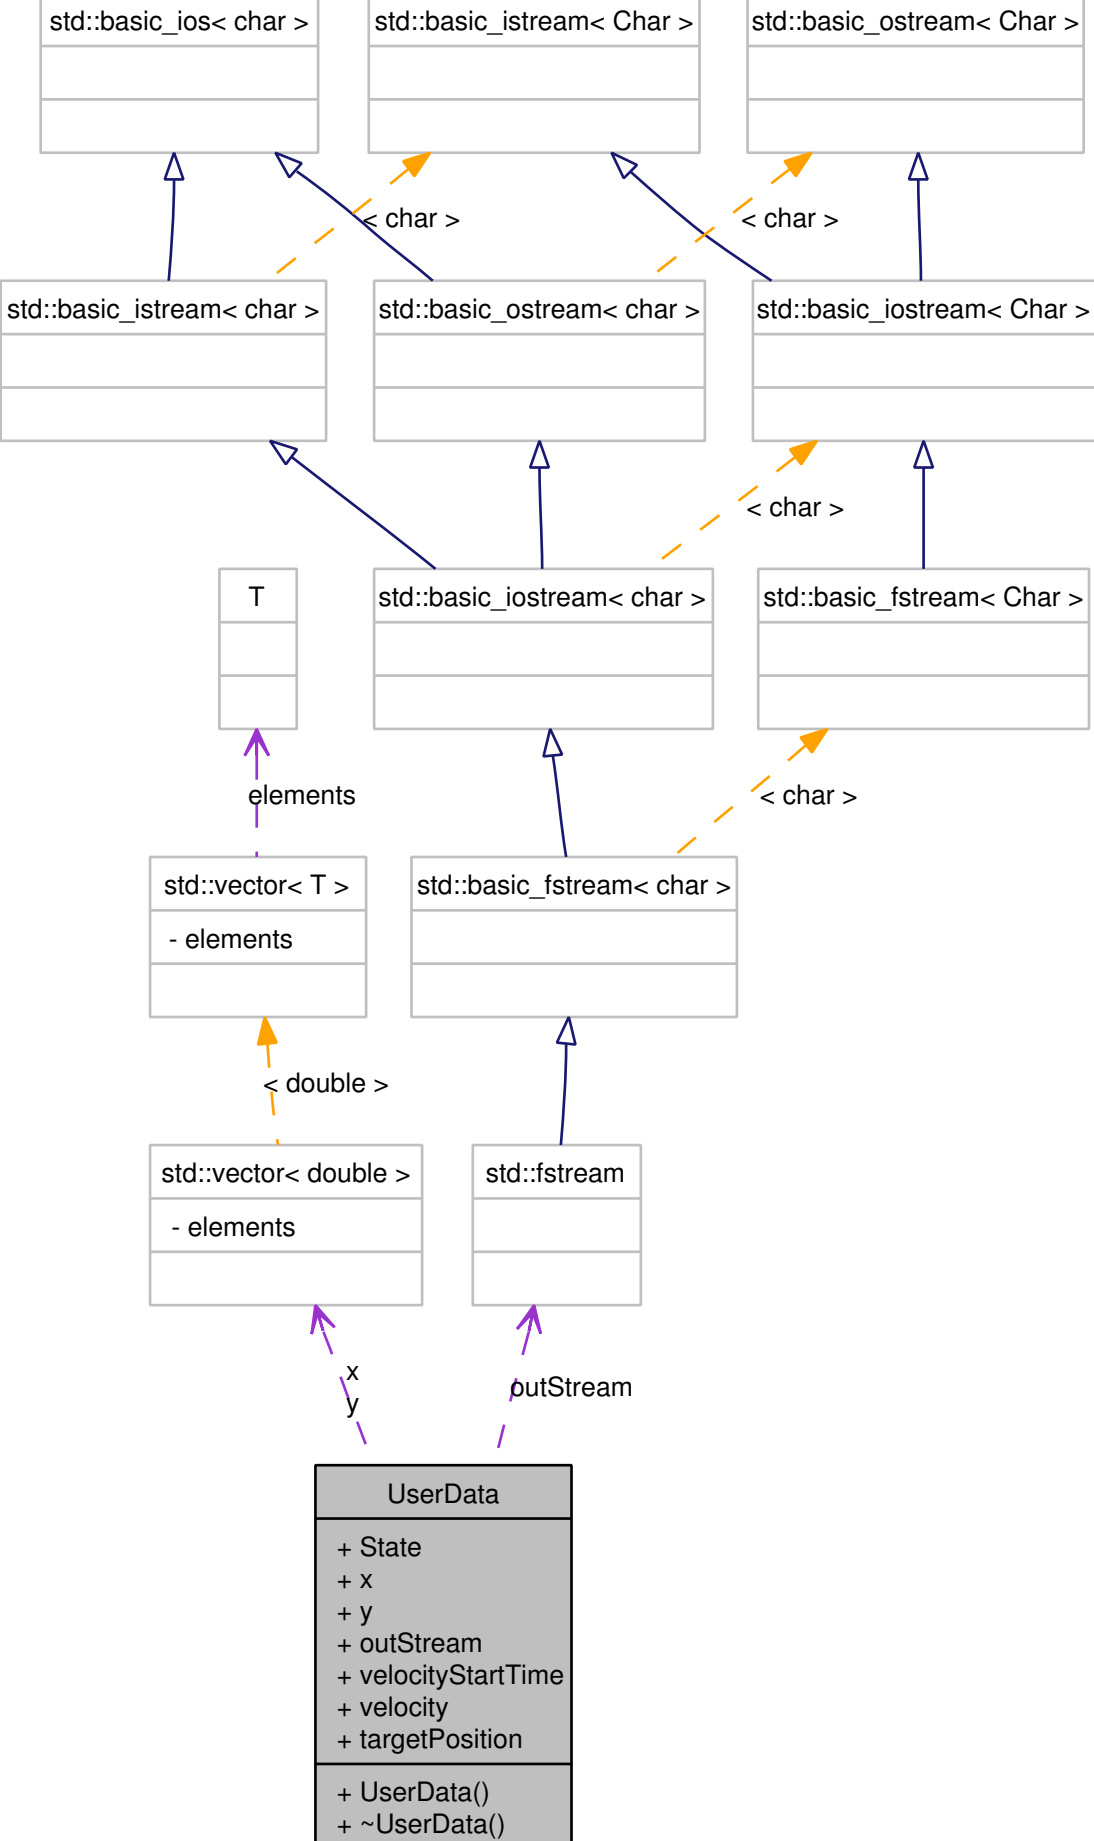 std::basic_ios< char >
std::basic_istream< Char >
std::basic_ostream< Char >
< char >
< char >
std::basic_istream< char >
std::basic_ostream< char >
std::basic_iostream< Char >
< char >
T
std::basic_iostream< char >
std::basic_fstream< Char >
elements
< char >
std::vector< T >
- elements
std::basic_fstream< char >
< double >
std::vector< double >
- elements
std::fstream
x
y
outStream
UserData
+ State
+ x
+ y
+ outStream
+ velocityStartTime
+ velocity
+ targetPosition
+ UserData()
+ ~UserData()